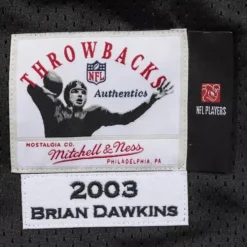 THROWBACKS
NFL
Authentics
NOSTALGIA CO.
Mitchell & Ness
PHILADELPHIA, PA
NFL PLAYERS
2003
BRIAN DAWKINS